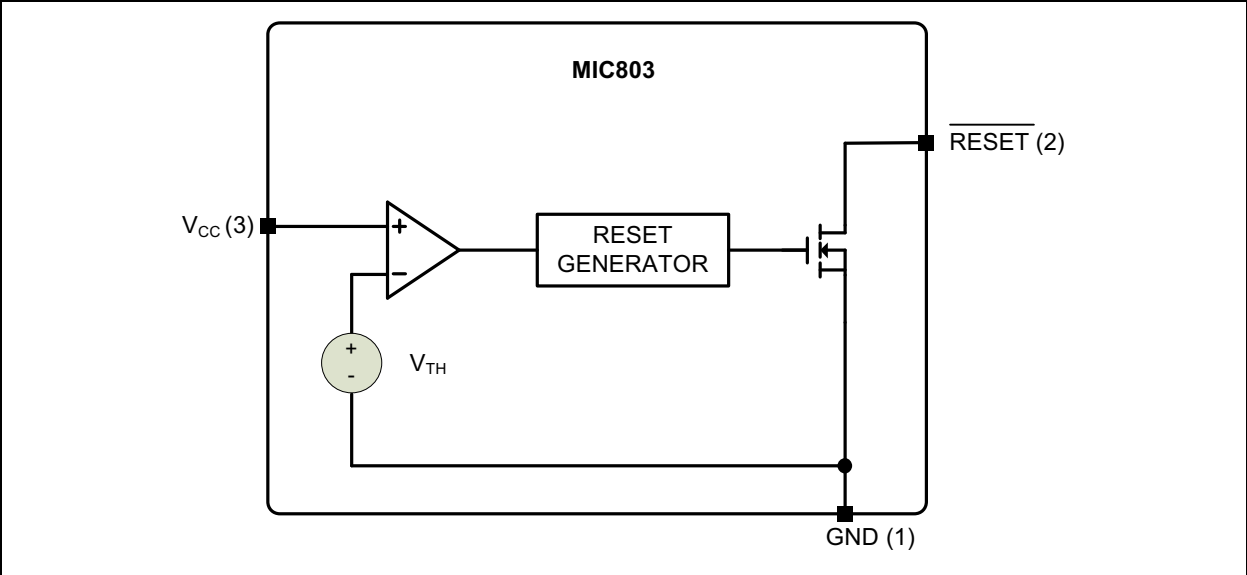 MIC803
RESET (2)
VCC (3)
+
−
RESET
GENERATOR
+
-
VTH
GND (1)